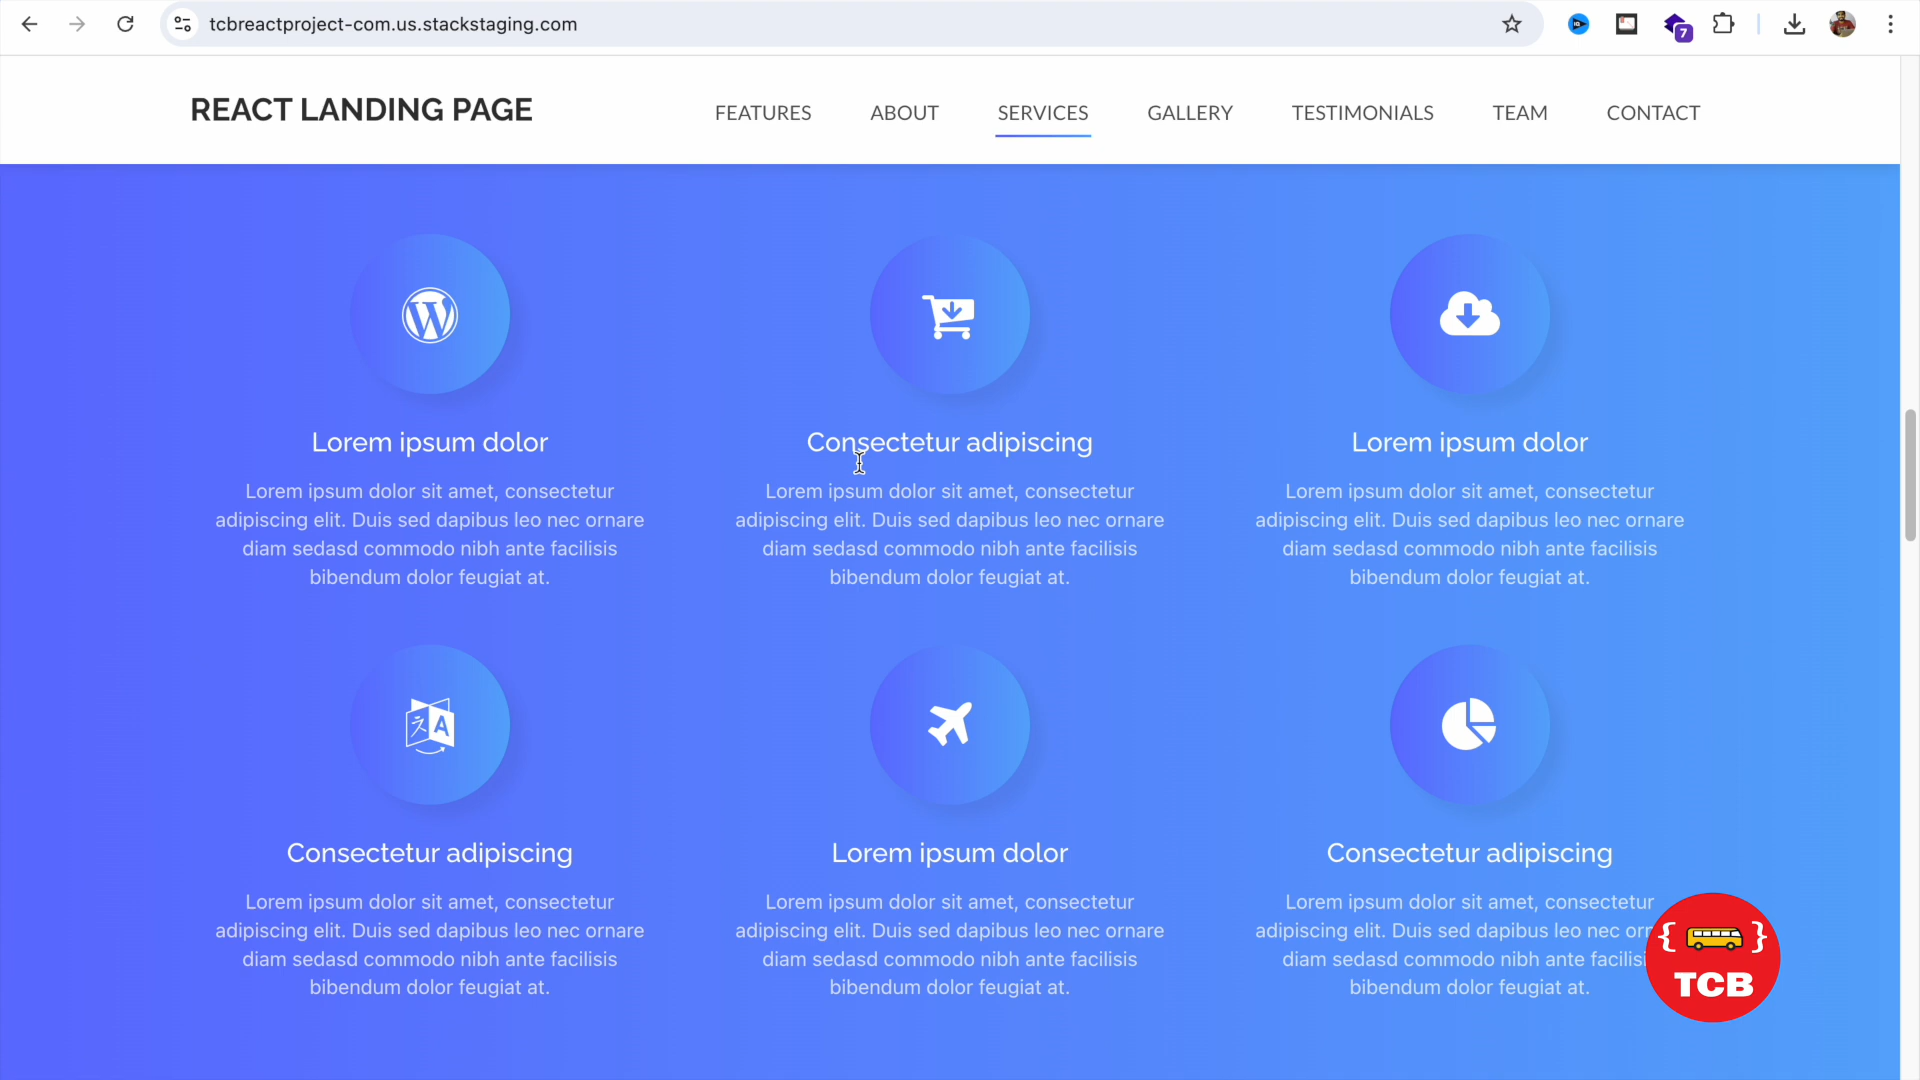 tcbreactproject-com.us.stackstaging.com
7
REACT LANDING PAGE
FEATURES
ABOUT
SERVICES
GALLERY
TESTIMONIALS
TEAM
CONTACT
Lorem ipsum dolor
Lorem ipsum dolor sit amet, consectetur
adipiscing elit. Duis sed dapibus leo nec ornare
diam sedasd commodo nibh ante facilisis
bibendum dolor feugiat at.
Consectetur adipiscing
Lorem ipsum dolor sit amet, consectetur
adipiscing elit. Duis sed dapibus leo nec ornare
diam sedasd commodo nibh ante facilisis
bibendum dolor feugiat at.
Lorem ipsum dolor
Lorem ipsum dolor sit amet, consectetur
adipiscing elit. Duis sed dapibus leo nec ornare
diam sedasd commodo nibh ante facilisis
bibendum dolor feugiat at.
Consectetur adipiscing
Lorem ipsum dolor sit amet, consectetur
adipiscing elit. Duis sed dapibus leo nec ornare
diam sedasd commodo nibh ante facilisis
bibendum dolor feugiat at.
Lorem ipsum dolor
Lorem ipsum dolor sit amet, consectetur
adipiscing elit. Duis sed dapibus leo nec ornare
diam sedasd commodo nibh ante facilisis
bibendum dolor feugiat at.
Consectetur adipiscing
Lorem ipsum dolor sit amet, consectetur
adipiscing elit. Duis sed dapibus leo nec or
diam sedasd commodo nibh ante facilisi
bibendum dolor feugiat at.
{ }
TCB